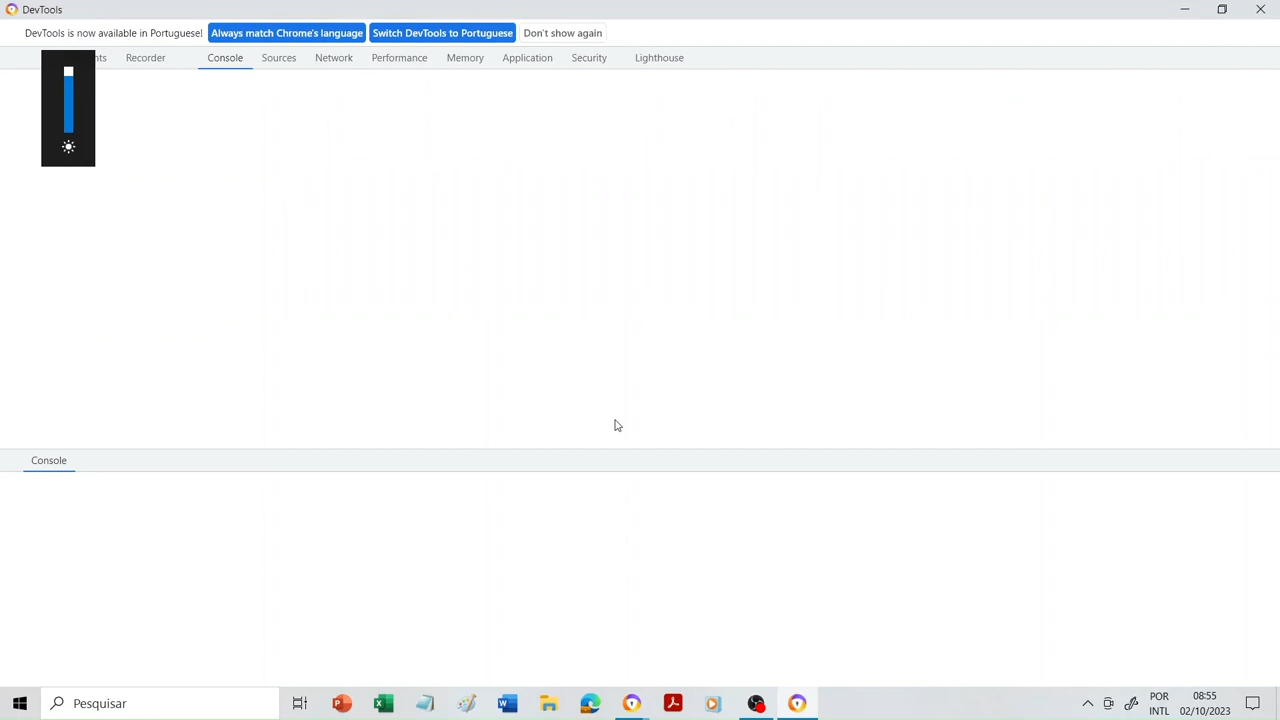 DevTools
DevTools is now available in Portuguese! Always match Chrome's language Switch DevTools to Portuguese Don't show again
nts Recorder Console Sources Network Performance Memory Application Security Lighthouse
Console
Pesquisar
POR
INTL
08:55
02/10/2023